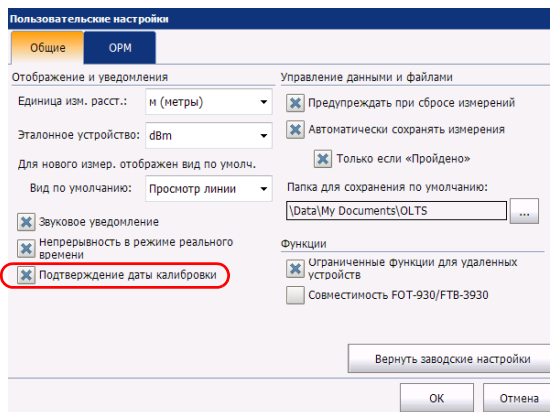 Пользовательские настройки
Общие
OPM
Отображение и уведомления
Единица изм. расст.:
м (метры)
Эталонное устройство:
dBm
Для нового измер. отображен вид по умолч.
Вид по умолчанию:
Просмотр линии
Звуковое уведомление
Непрерывность в режиме реального
времени
Подтверждение даты калибровки
Управление данными и файлами
Предупреждать при сбросе измерений
Автоматически сохранять измерения
Только если «Пройдено»
Папка для сохранения по умолчанию:
\Data\My Documents\OLTS
...
Функции
Ограниченные функции для удаленных
устройств
Совместимость FOT-930/FTB-3930
Вернуть заводские настройки
OK
Отмена